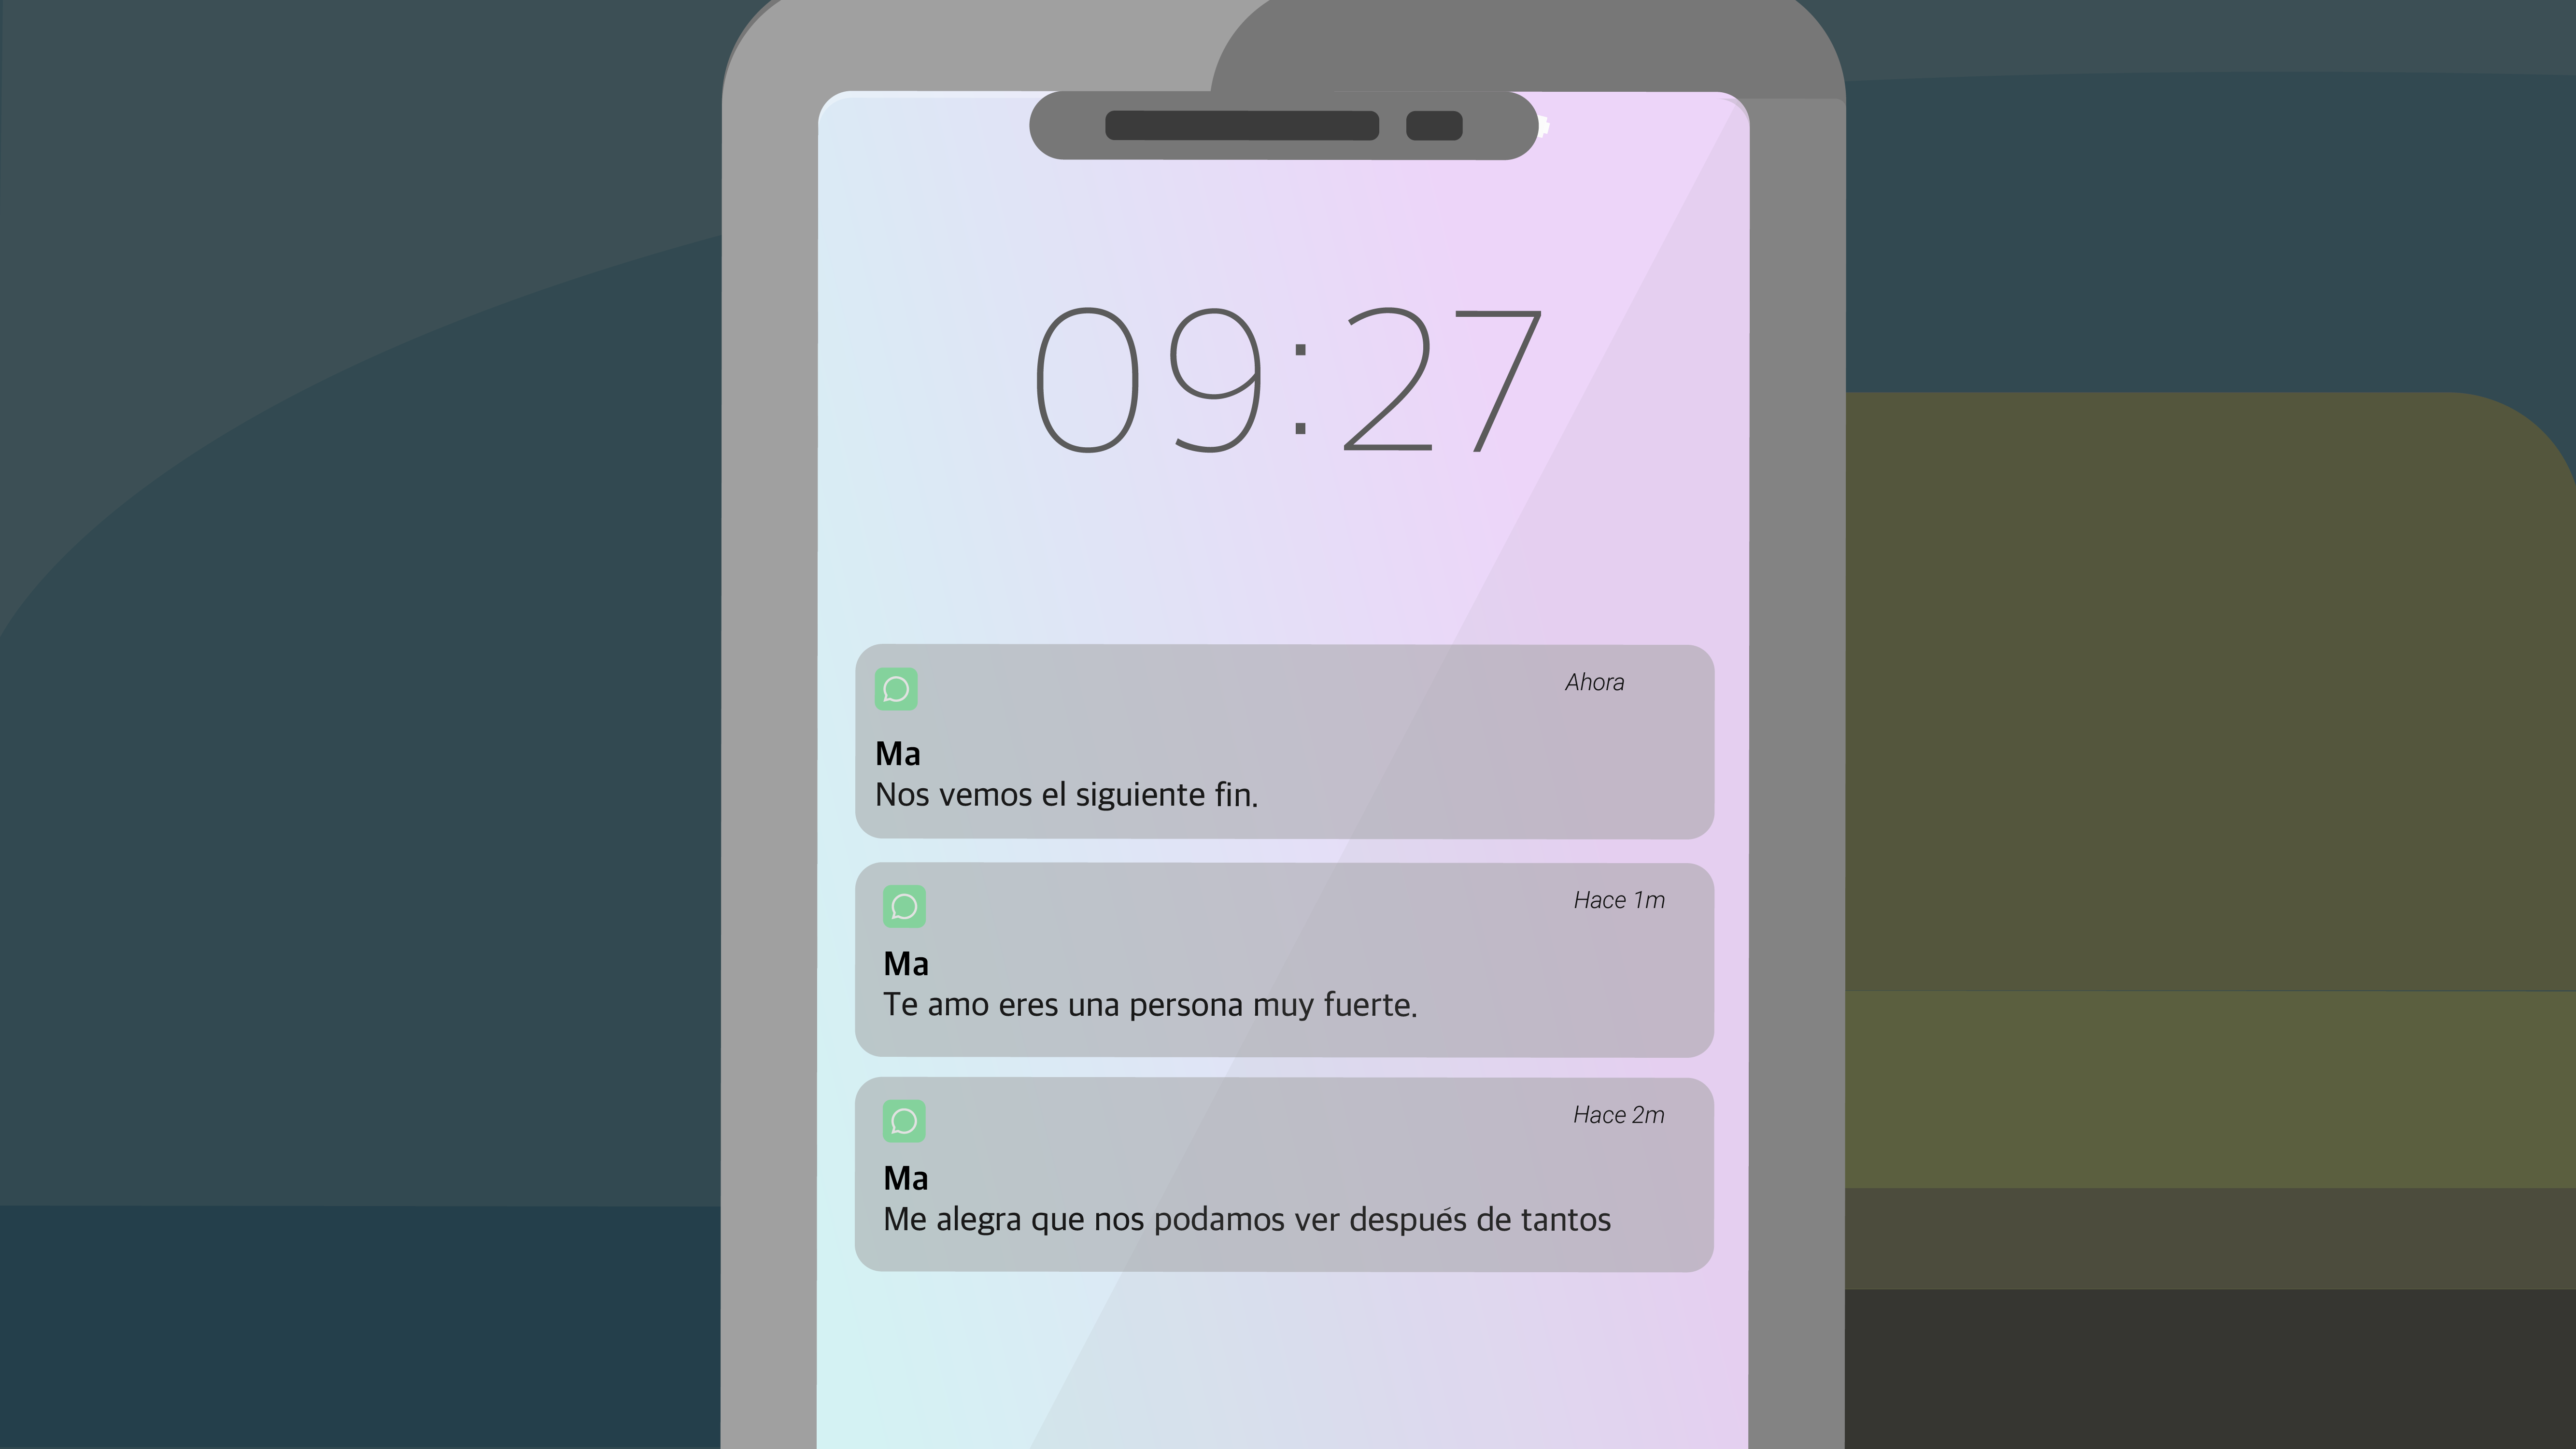 09:27
Ahora
Ma
Nos vemos el siguiente fin.
Hace 1m
Ma
Te amo eres una persona muy fuerte.
Hace 2m
Ma
Me alegra que nos podamos ver después de tantos